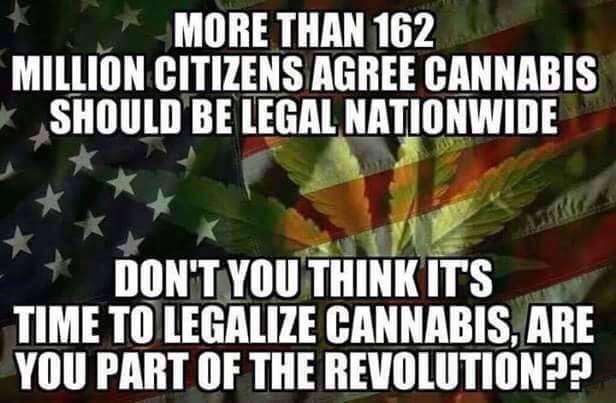 MORE THAN 162
MILLION CITIZENS AGREE CANNABIS
SHOULD BE LEGAL NATIONWIDE
DON'T YOU THINK IT'S
TIME TO LEGALIZE CANNABIS, ARE
YOU PART OF THE REVOLUTION??